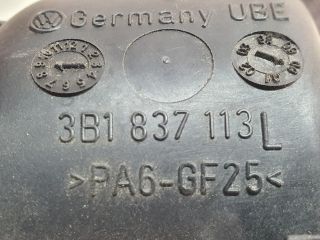 Germany UBE
3B1 837 113 L
>PA6-GF25<